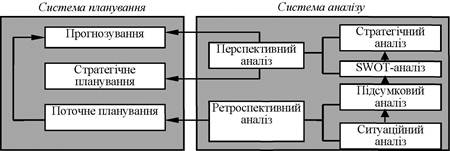 Система планування
Система аналізу
Прогнозування
Стратегічне
планування
Поточне планування
Перспективний
аналіз
Ретроспективний
аналіз
Стратегічний
аналіз
SWOT-аналіз
Підсумковий
аналіз
Ситуаційний
аналіз